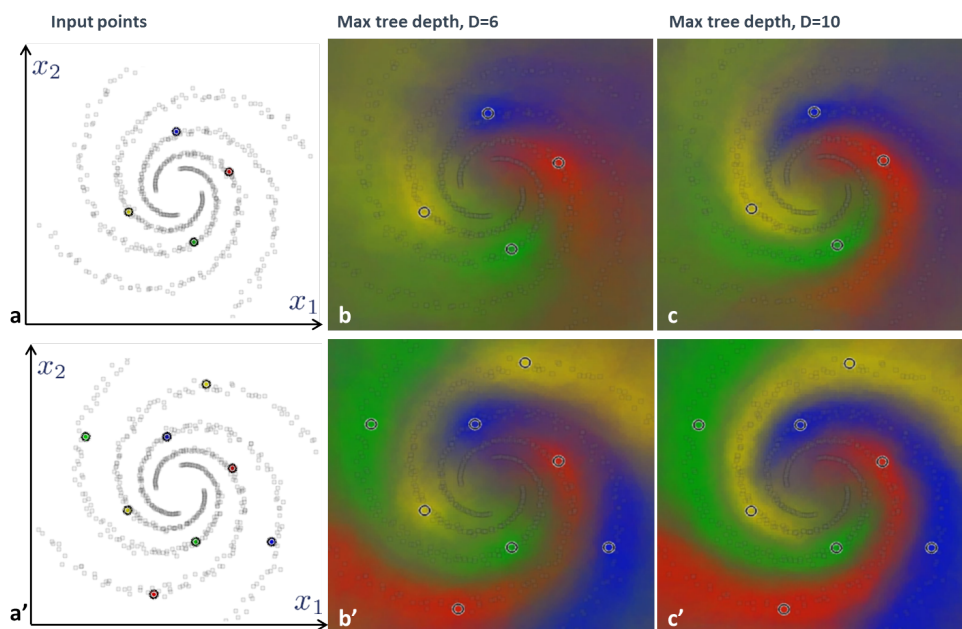 Input points
Max tree depth, D=6
Max tree depth, D=10
x₂
x₁
a
b
c
x₂
x₁
a'
b'
c'